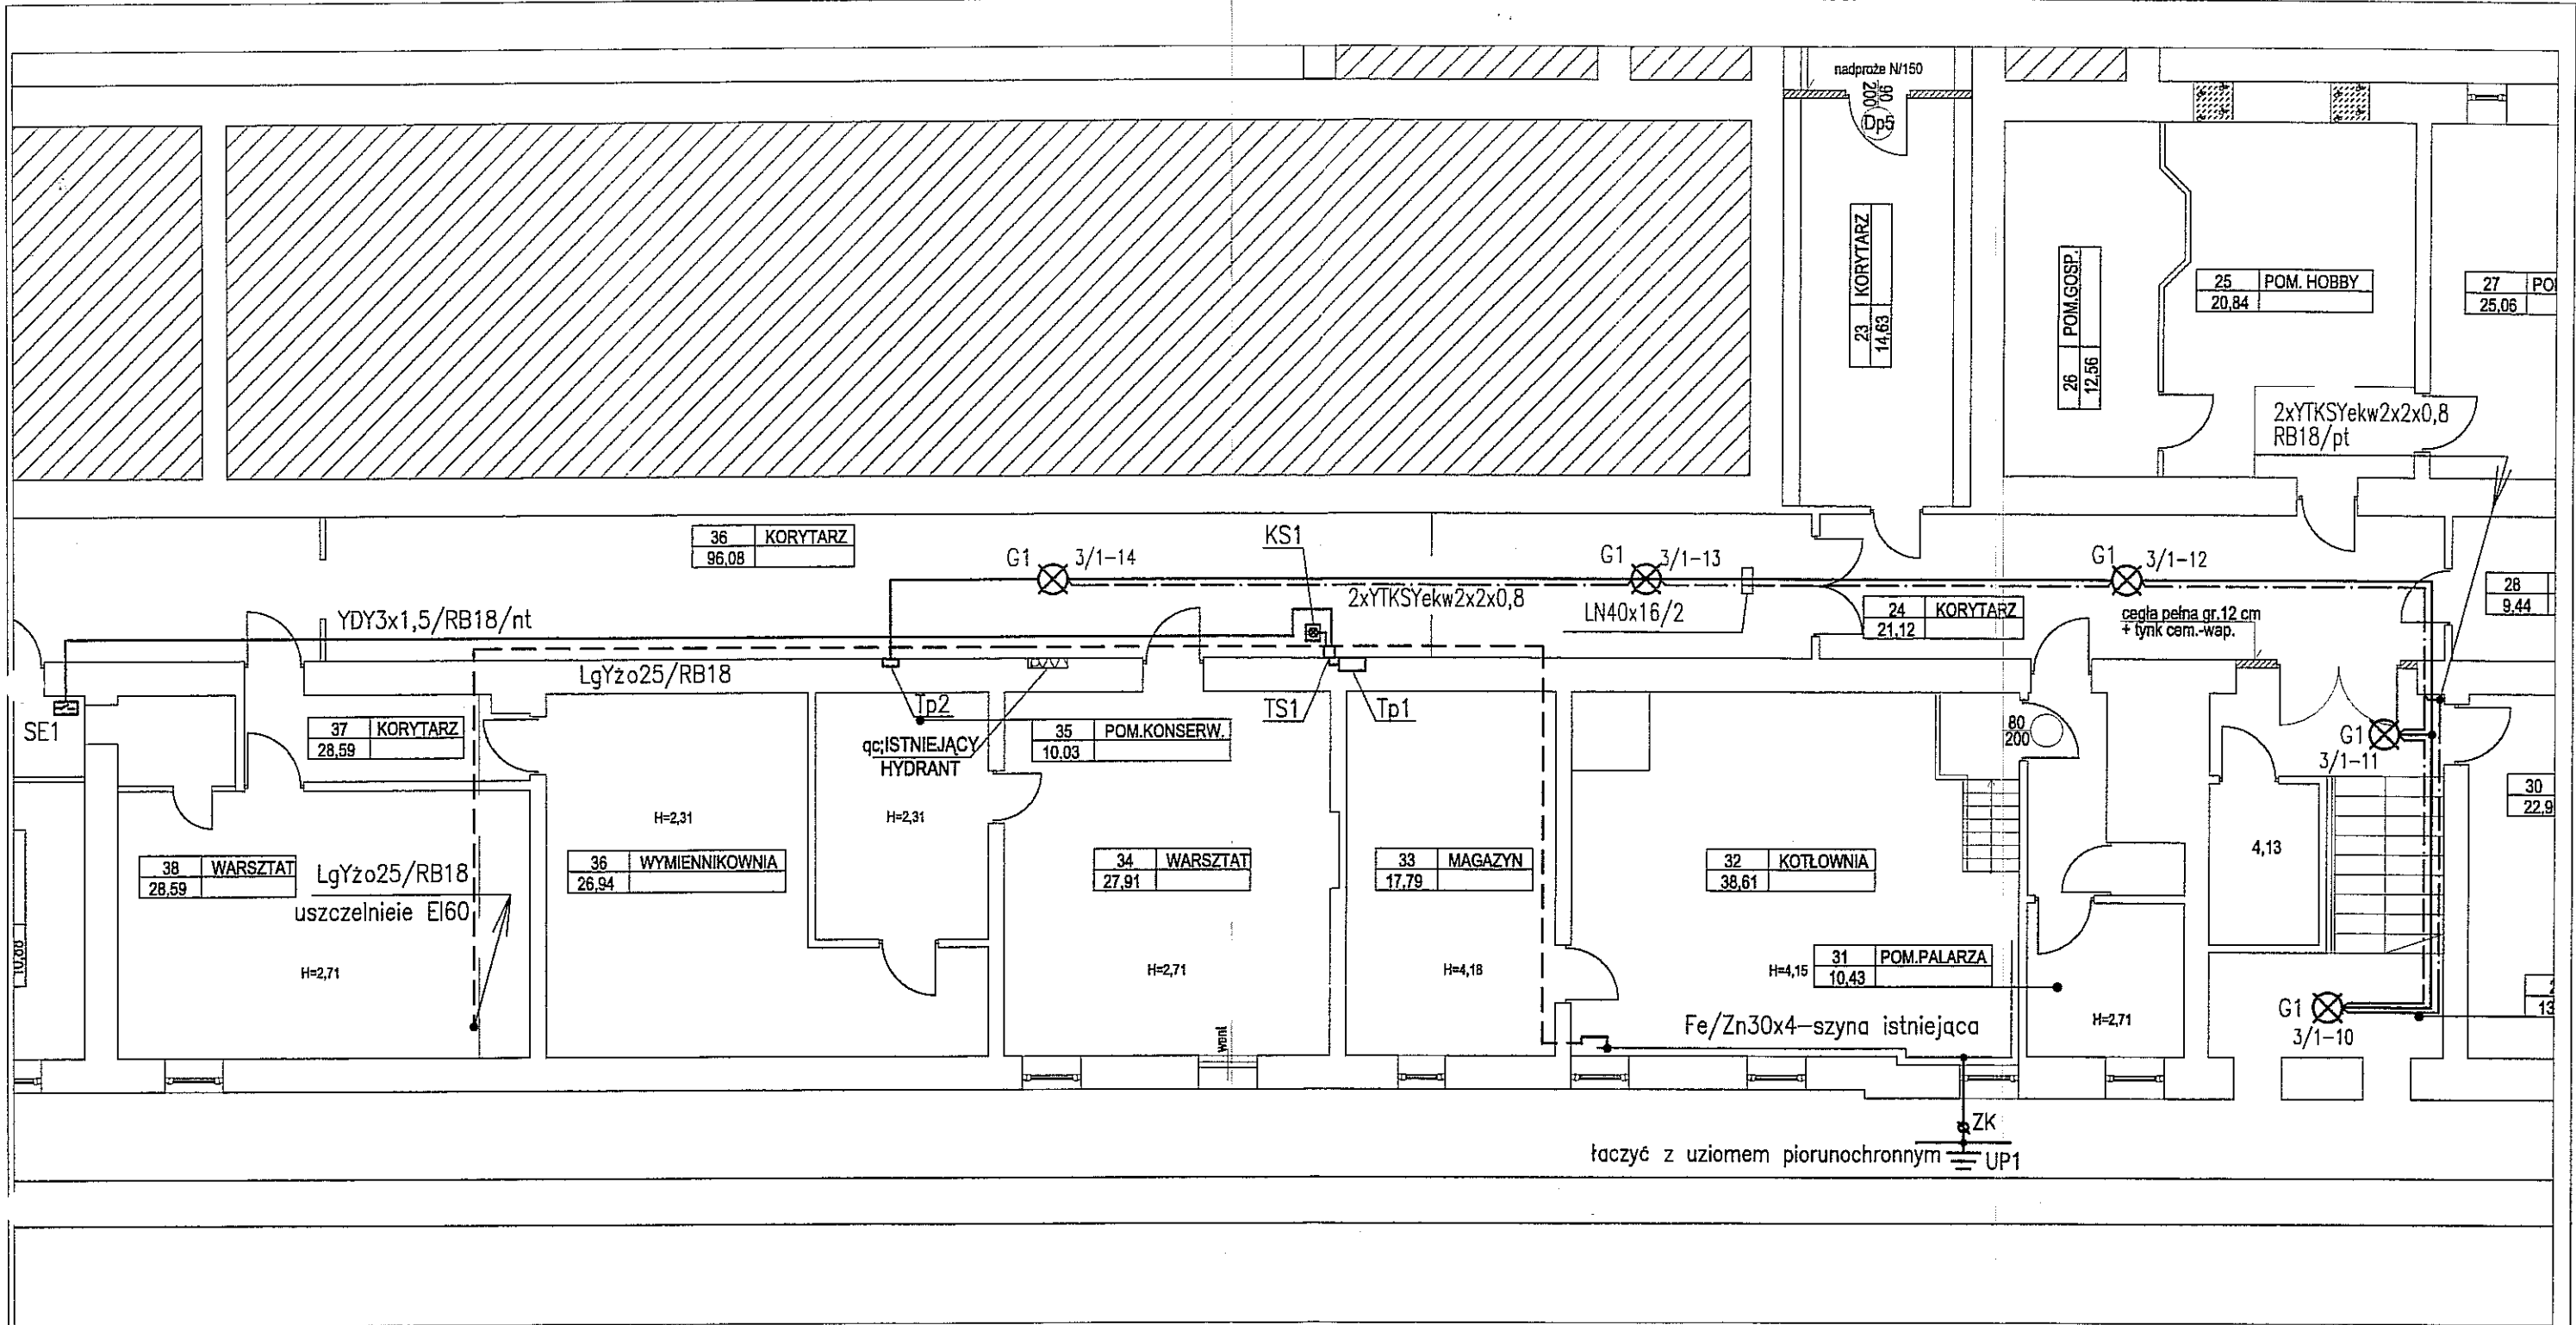 nadproże N/150
90
200
Dp5
23 KORYTARZ
14,63
26 POM.GOSP.
12,56
25 POM. HOBBY
20,84
27
25,06
2xYTKSYekw2x2x0,8
RB18/pt
36 KORYTARZ
96,08
G1 3/1-14
KS1
G1 3/1-13
G1 3/1-12
2xYTKSYekw2x2x0,8
LN40x16/2
24 KORYTARZ
21,12
cegła pełna gr.12 cm
+ tynk cem.-wap.
28
9,44
YDY3x1,5/RB18/nt
LgYżo25/RB18
SE1
37 KORYTARZ
28,59
Tp2
qc;ISTNIEJĄCY
HYDRANT
35 POM.KONSERW.
10,03
TS1
Tp1
80
200
G1
3/1-11
30
22,9
H=2,31
H=2,31
4,13
38 WARSZTAT
28,59
LgYżo25/RB18
uszczelnieie EI60
36 WYMIENNIKOWNIA
26,94
34 WARSZTAT
27,91
33 MAGAZYN
17,79
32 KOTŁOWNIA
38,61
10,88
H=2,71
H=2,71
H=4,18
H=4,15
31 POM.PALARZA
10,43
H=2,71
13
Fe/Zn30x4-szyna istniejąca
G1
3/1-10
went
ZK
łaczyć z uziomem piorunochronnym
UP1